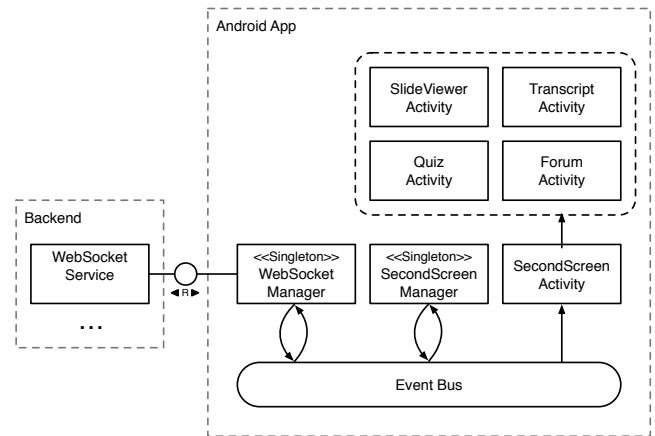 Android App
SlideViewer
Activity
Transcript
Activity
Quiz
Activity
Forum
Activity
Backend
WebSocket
Service
...
R
<<Singleton>>
WebSocket
Manager
<<Singleton>>
SecondScreen
Manager
SecondScreen
Activity
Event Bus